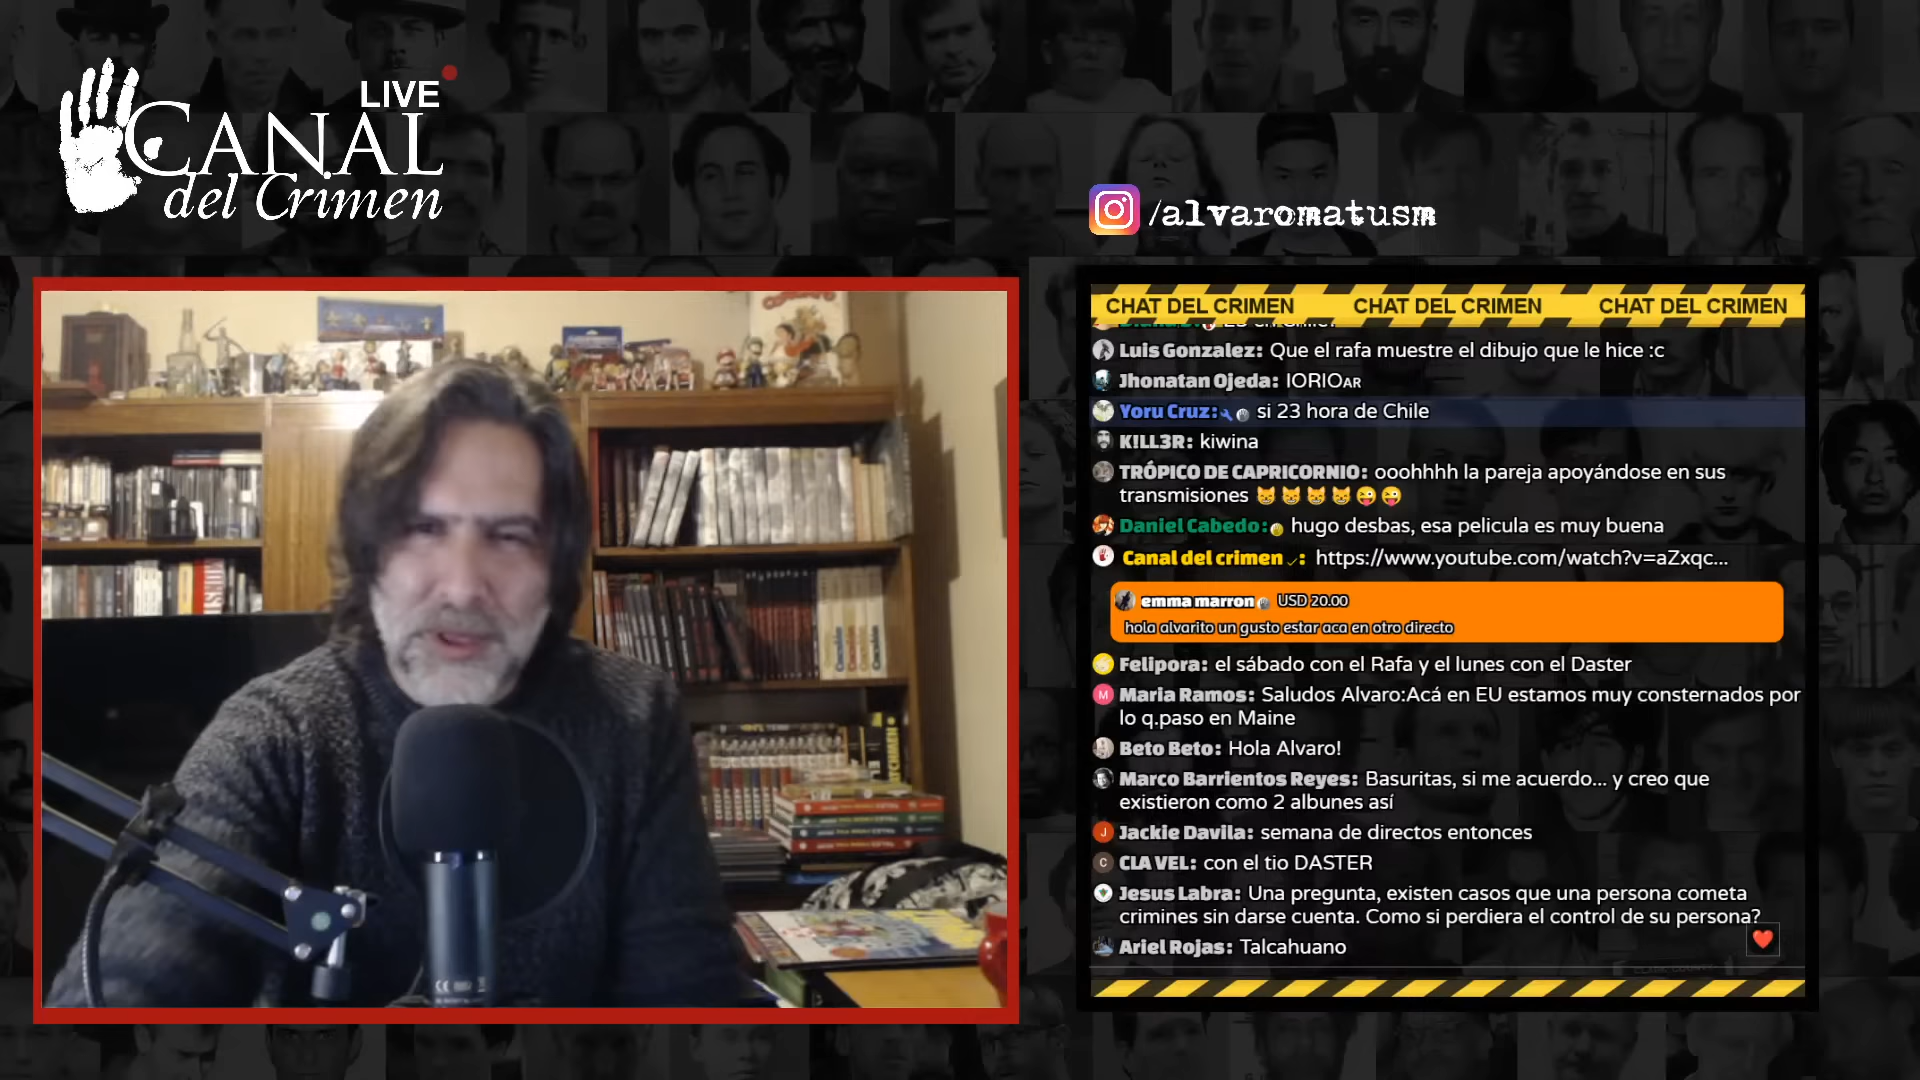 LIVE
CANAL
del Crimen
/alvaromatusm
CHAT DEL CRIMEN CHAT DEL CRIMEN CHAT DEL CRIMEN
Luis Gonzalez: Que el rafa muestre el dibujo que le hice :c
Jhonatan Ojeda: IORIOAR
Yoru Cruz: si 23 hora de Chile
K!LL3R: kiwina
TRÓPICO DE CAPRICORNIO: ooohhhh la pareja apoyándose en sus
transmisiones 😸😸😸😸😜😜
Daniel Cabedo: hugo desbas, esa pelicula es muy buena
Canal del crimen ✓: https://www.youtube.com/watch?v=aZxqc...
emma marron USD 20.00
hola alvarito un gusto estar aca en otro directo
Felipora: el sábado con el Rafa y el lunes con el Daster
Maria Ramos: Saludos Alvaro:Acá en EU estamos muy consternados por
lo q.paso en Maine
Beto Beto: Hola Alvaro!
Marco Barrientos Reyes: Basuritas, si me acuerdo... y creo que
existieron como 2 albunes así
Jackie Davila: semana de directos entonces
CLA VEL: con el tio DASTER
Jesus Labra: Una pregunta, existen casos que una persona cometa
crimines sin darse cuenta. Como si perdiera el control de su persona?
Ariel Rojas: Talcahuano